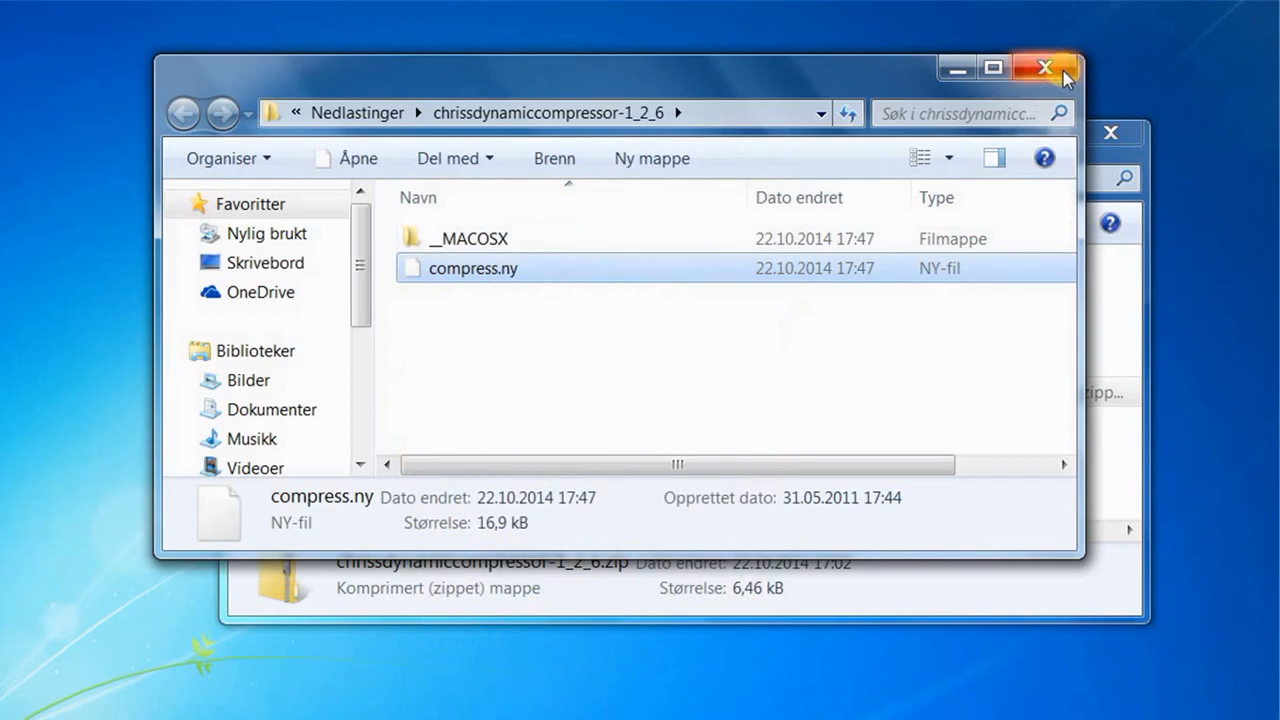 « Nedlastinger chrissdynamiccompressor-1_2_6 Søk i chrissdynamicc...
Organiser Åpne Del med Brenn Ny mappe
Favoritter
Nylig brukt
Skrivebord
OneDrive
Biblioteker
Bilder
Dokumenter
Musikk
Videoer
Navn Dato endret Type
__MACOSX 22.10.2014 17:47 Filmappe
compress.ny 22.10.2014 17:47 NY-fil
zipp...
compress.ny Dato endret: 22.10.2014 17:47 Opprettet dato: 31.05.2011 17:44
NY-fil Størrelse: 16,9 kB
chrissdynamiccompressor-1_2_6.zip Dato endret: 22.10.2014 17:02
Komprimert (zippet) mappe Størrelse: 6,46 kB